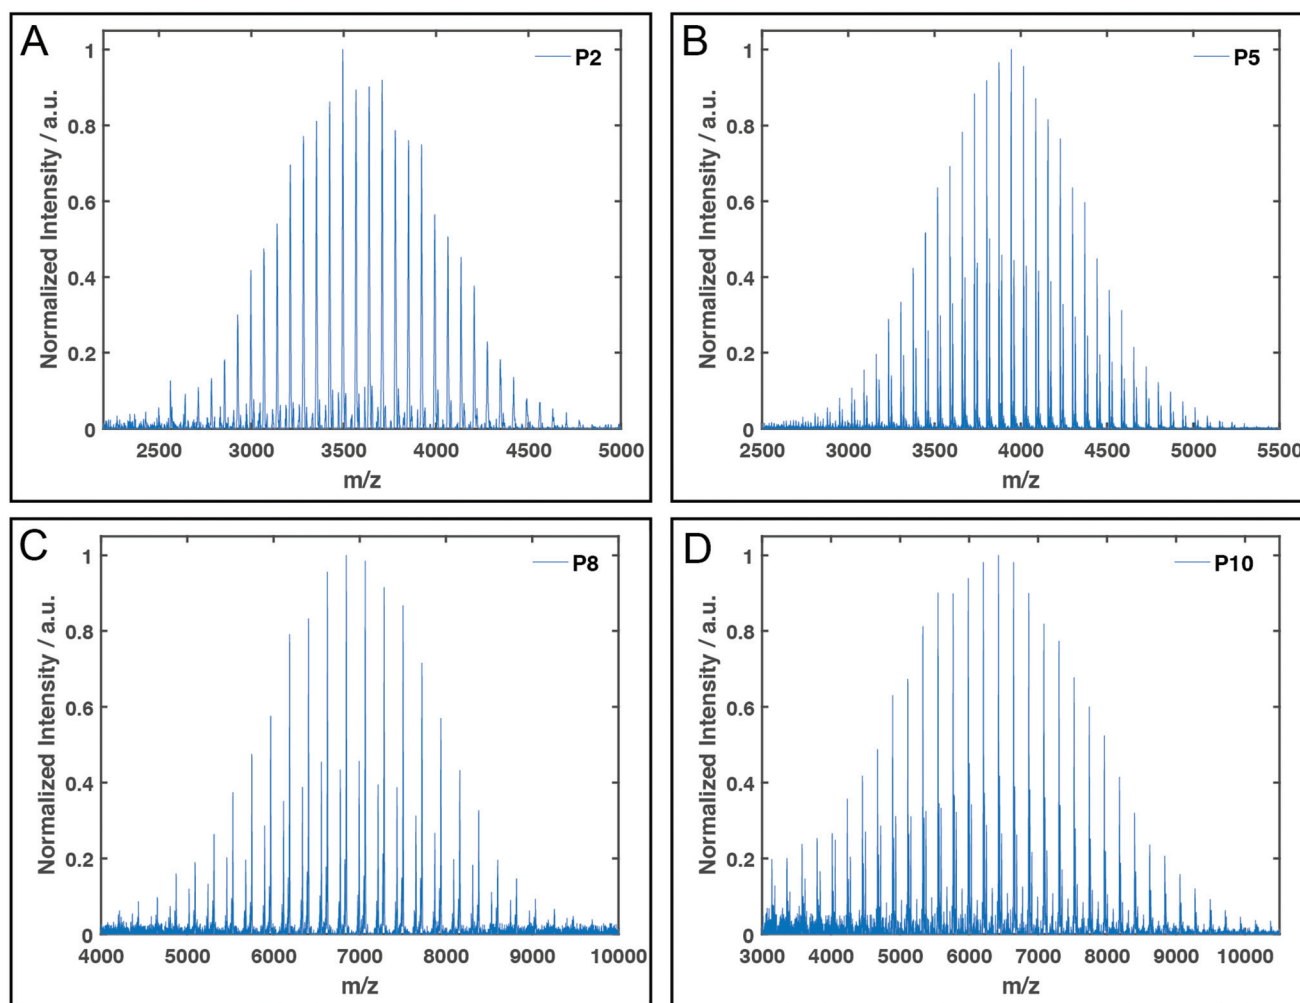 A
P2
Normalized Intensity / a.u.
1
0.8
0.6
0.4
0.2
0
2500 3000 3500 4000 4500 5000
m/z
B
P5
Normalized Intensity / a.u.
1
0.8
0.6
0.4
0.2
0
2500 3000 3500 4000 4500 5000 5500
m/z
C
P8
Normalized Intensity / a.u.
1
0.8
0.6
0.4
0.2
0
4000 5000 6000 7000 8000 9000 10000
m/z
D
P10
Normalized Intensity / a.u.
1
0.8
0.6
0.4
0.2
0
3000 4000 5000 6000 7000 8000 9000 10000
m/z